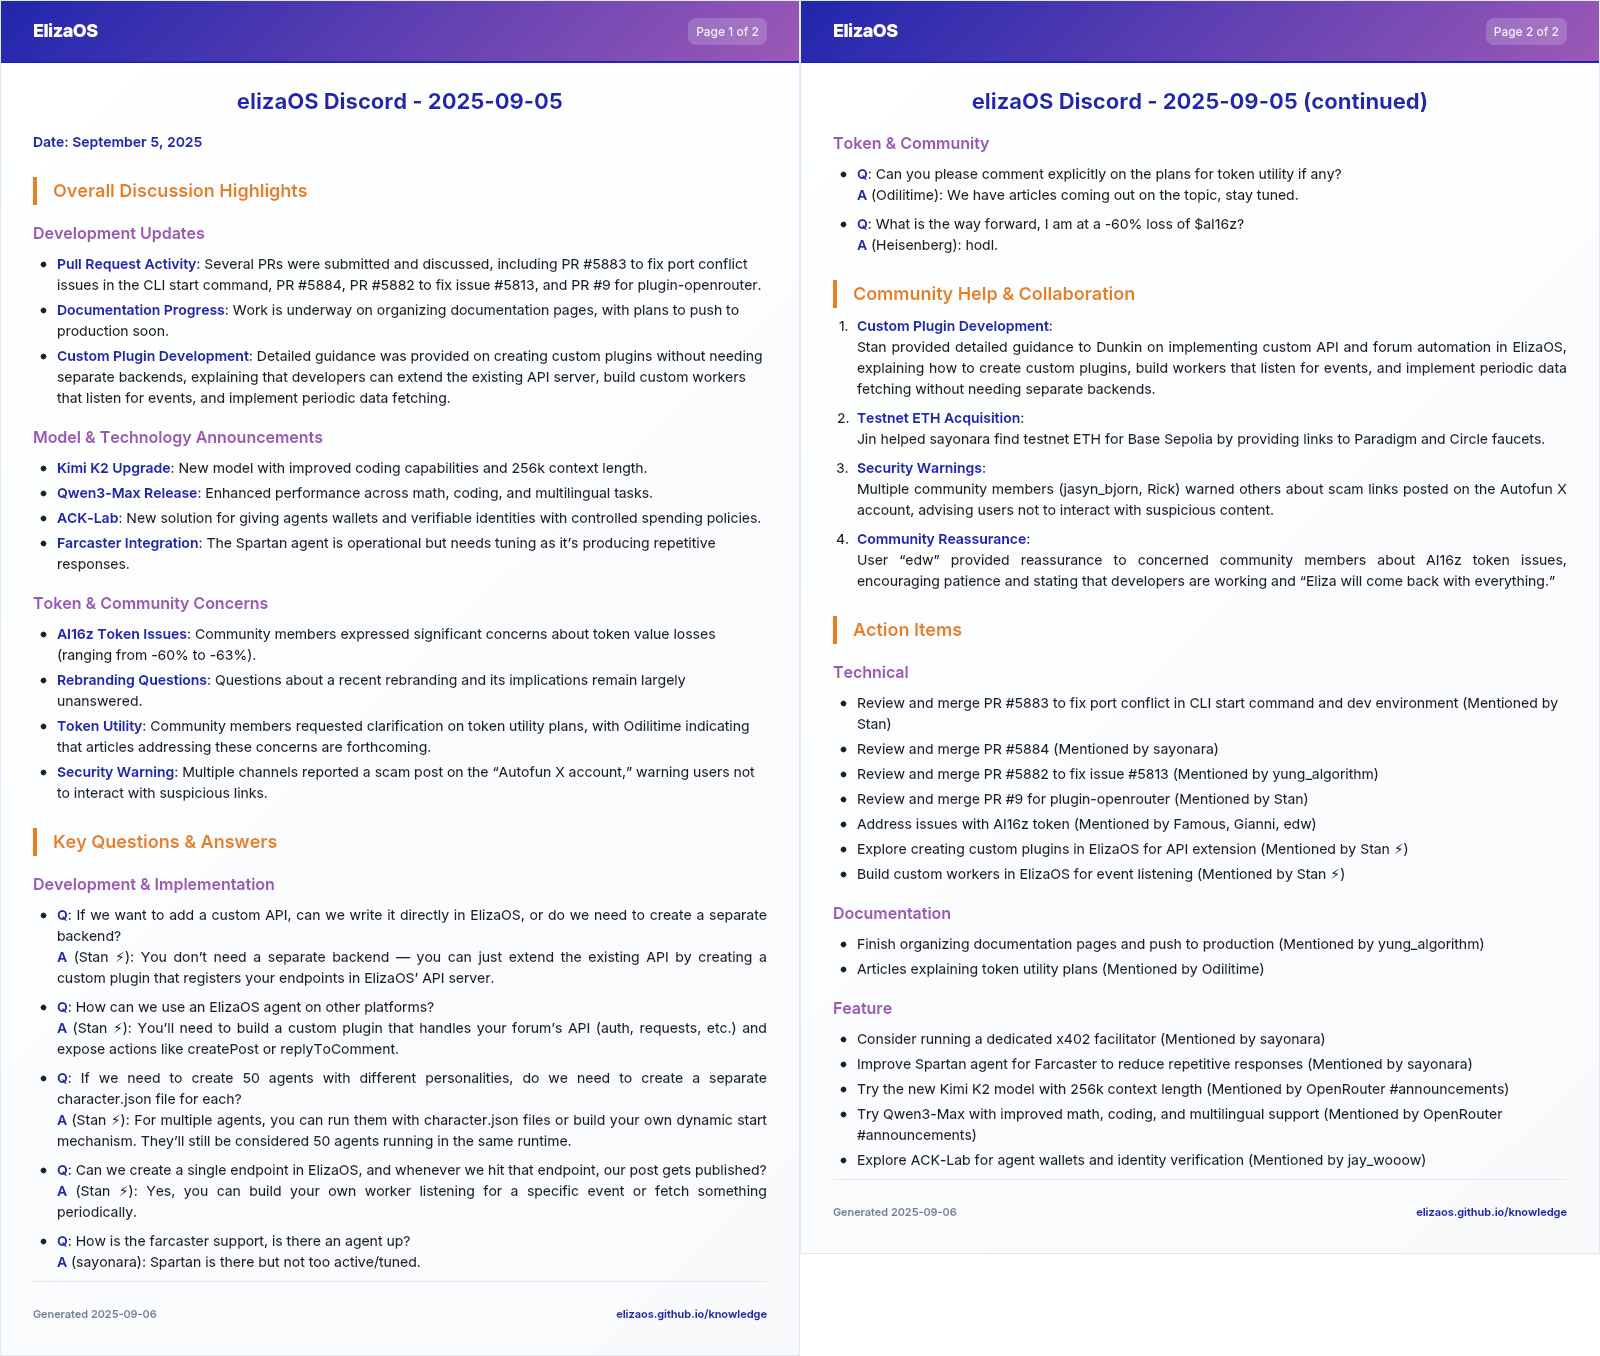 ElizaOS
Page 1 of 2
elizaOS Discord - 2025-09-05
Date: September 5, 2025
Overall Discussion Highlights
Development Updates
• Pull Request Activity: Several PRs were submitted and discussed, including PR #5883 to fix port conflict
issues in the CLI start command, PR #5884, PR #5882 to fix issue #5813, and PR #9 for plugin-openrouter.
• Documentation Progress: Work is underway on organizing documentation pages, with plans to push to
production soon.
• Custom Plugin Development: Detailed guidance was provided on creating custom plugins without needing
separate backends, explaining that developers can extend the existing API server, build custom workers
that listen for events, and implement periodic data fetching.
Model & Technology Announcements
• Kimi K2 Upgrade: New model with improved coding capabilities and 256k context length.
• Qwen3-Max Release: Enhanced performance across math, coding, and multilingual tasks.
• ACK-Lab: New solution for giving agents wallets and verifiable identities with controlled spending policies.
• Farcaster Integration: The Spartan agent is operational but needs tuning as it’s producing repetitive
responses.
Token & Community Concerns
• AI16z Token Issues: Community members expressed significant concerns about token value losses
(ranging from -60% to -63%).
• Rebranding Questions: Questions about a recent rebranding and its implications remain largely
unanswered.
• Token Utility: Community members requested clarification on token utility plans, with Odilitime indicating
that articles addressing these concerns are forthcoming.
• Security Warning: Multiple channels reported a scam post on the “Autofun X account,” warning users not
to interact with suspicious links.
Key Questions & Answers
Development & Implementation
• Q: If we want to add a custom API, can we write it directly in ElizaOS, or do we need to create a separate
backend?
A (Stan ⚡): You don’t need a separate backend — you can just extend the existing API by creating a
custom plugin that registers your endpoints in ElizaOS’ API server.
• Q: How can we use an ElizaOS agent on other platforms?
A (Stan ⚡): You’ll need to build a custom plugin that handles your forum’s API (auth, requests, etc.) and
expose actions like createPost or replyToComment.
• Q: If we need to create 50 agents with different personalities, do we need to create a separate
character.json file for each?
A (Stan ⚡): For multiple agents, you can run them with character.json files or build your own dynamic start
mechanism. They’ll still be considered 50 agents running in the same runtime.
• Q: Can we create a single endpoint in ElizaOS, and whenever we hit that endpoint, our post gets published?
A (Stan ⚡): Yes, you can build your own worker listening for a specific event or fetch something
periodically.
• Q: How is the farcaster support, is there an agent up?
A (sayonara): Spartan is there but not too active/tuned.
Generated 2025-09-06
elizaos.github.io/knowledge
ElizaOS
Page 2 of 2
elizaOS Discord - 2025-09-05 (continued)
Token & Community
• Q: Can you please comment explicitly on the plans for token utility if any?
A (Odilitime): We have articles coming out on the topic, stay tuned.
• Q: What is the way forward, I am at a -60% loss of $aI16z?
A (Heisenberg): hodl.
Community Help & Collaboration
1. Custom Plugin Development:
Stan provided detailed guidance to Dunkin on implementing custom API and forum automation in ElizaOS,
explaining how to create custom plugins, build workers that listen for events, and implement periodic data
fetching without needing separate backends.
2. Testnet ETH Acquisition:
Jin helped sayonara find testnet ETH for Base Sepolia by providing links to Paradigm and Circle faucets.
3. Security Warnings:
Multiple community members (jasyn_bjorn, Rick) warned others about scam links posted on the Autofun X
account, advising users not to interact with suspicious content.
4. Community Reassurance:
User “edw” provided reassurance to concerned community members about AI16z token issues,
encouraging patience and stating that developers are working and “Eliza will come back with everything.”
Action Items
Technical
• Review and merge PR #5883 to fix port conflict in CLI start command and dev environment (Mentioned by
Stan)
• Review and merge PR #5884 (Mentioned by sayonara)
• Review and merge PR #5882 to fix issue #5813 (Mentioned by yung_algorithm)
• Review and merge PR #9 for plugin-openrouter (Mentioned by Stan)
• Address issues with AI16z token (Mentioned by Famous, Gianni, edw)
• Explore creating custom plugins in ElizaOS for API extension (Mentioned by Stan ⚡)
• Build custom workers in ElizaOS for event listening (Mentioned by Stan ⚡)
Documentation
• Finish organizing documentation pages and push to production (Mentioned by yung_algorithm)
• Articles explaining token utility plans (Mentioned by Odilitime)
Feature
• Consider running a dedicated x402 facilitator (Mentioned by sayonara)
• Improve Spartan agent for Farcaster to reduce repetitive responses (Mentioned by sayonara)
• Try the new Kimi K2 model with 256k context length (Mentioned by OpenRouter #announcements)
• Try Qwen3-Max with improved math, coding, and multilingual support (Mentioned by OpenRouter
#announcements)
• Explore ACK-Lab for agent wallets and identity verification (Mentioned by jay_wooow)
Generated 2025-09-06
elizaos.github.io/knowledge